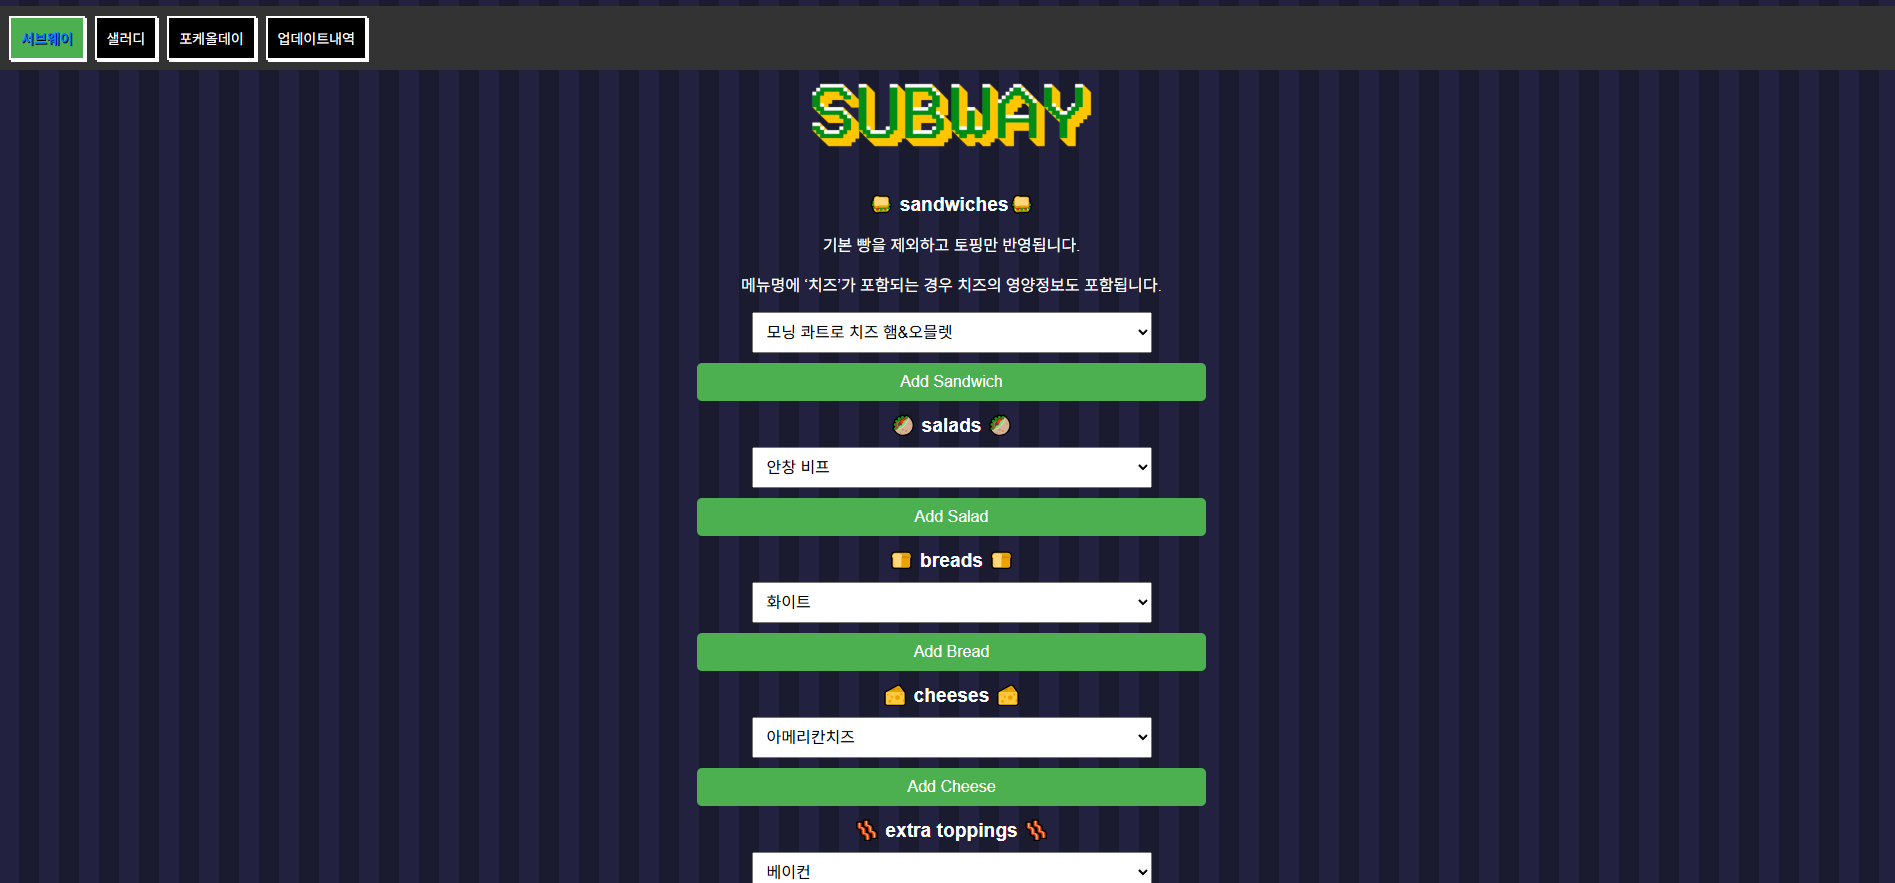 서브웨이
샐러디
포케올데이
업데이트내역
SUBWAY
sandwiches
기본 빵을 제외하고 토핑만 반영됩니다.
메뉴명에 ‘치즈’가 포함되는 경우 치즈의 영양정보도 포함됩니다.
모닝 콰트로 치즈 햄&오믈렛
Add Sandwich
salads
안창 비프
Add Salad
breads
화이트
Add Bread
cheeses
아메리칸치즈
Add Cheese
extra toppings
베이컨